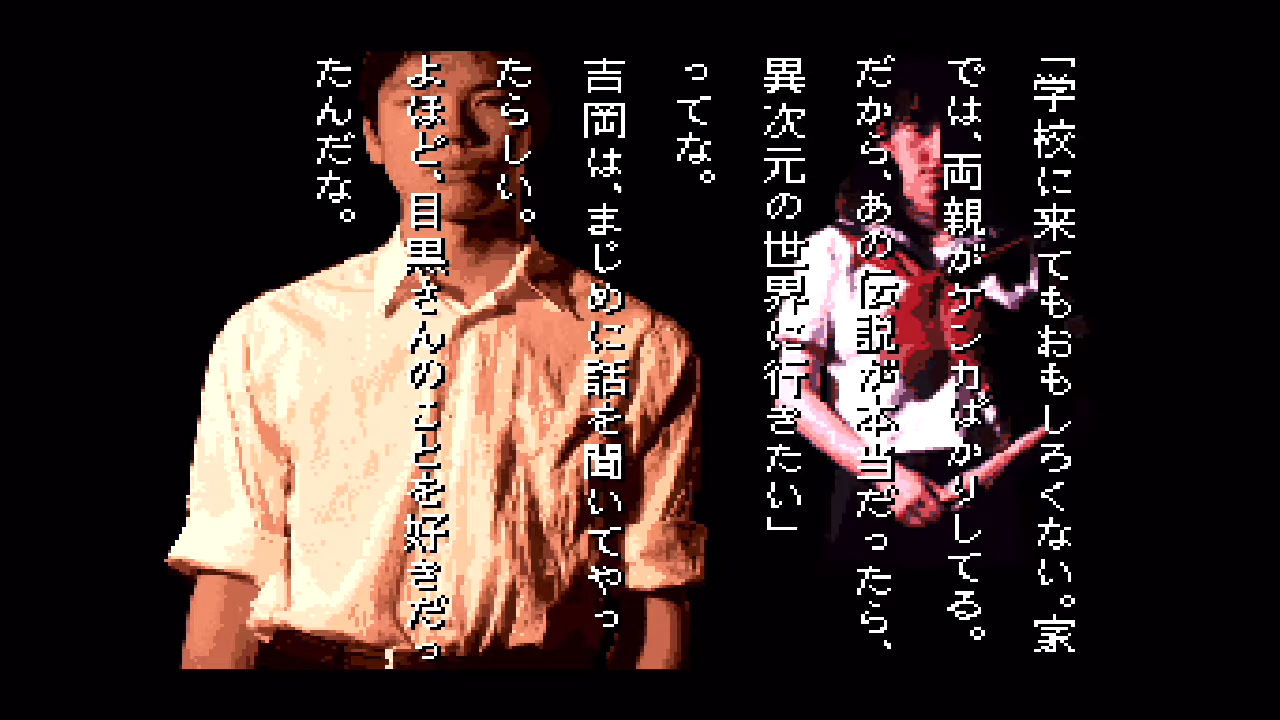 「学校に来てもおもしろくない。家
では、両親がケンカばかりしてる。
だから、あの伝説が本当だったら、
異次元の世界に行きたい」
ってな。
吉岡は、まじめに話を聞いてやっ
たらしい。
よほど、目黒さんのことを好きだっ
たんだな。